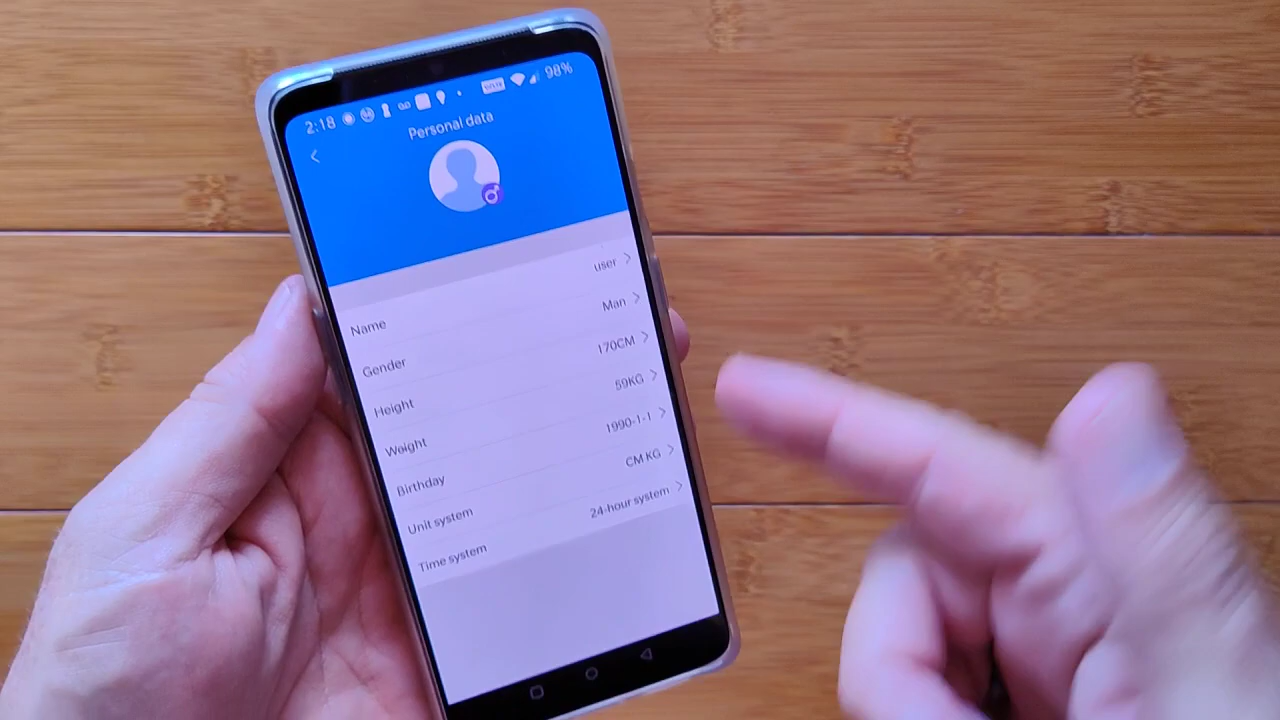 2:18 98%
Personal data
Name user
Gender Man
Height 170CM
Weight 59KG
Birthday 1990-1-1
Unit system CM KG
Time system 24-hour system